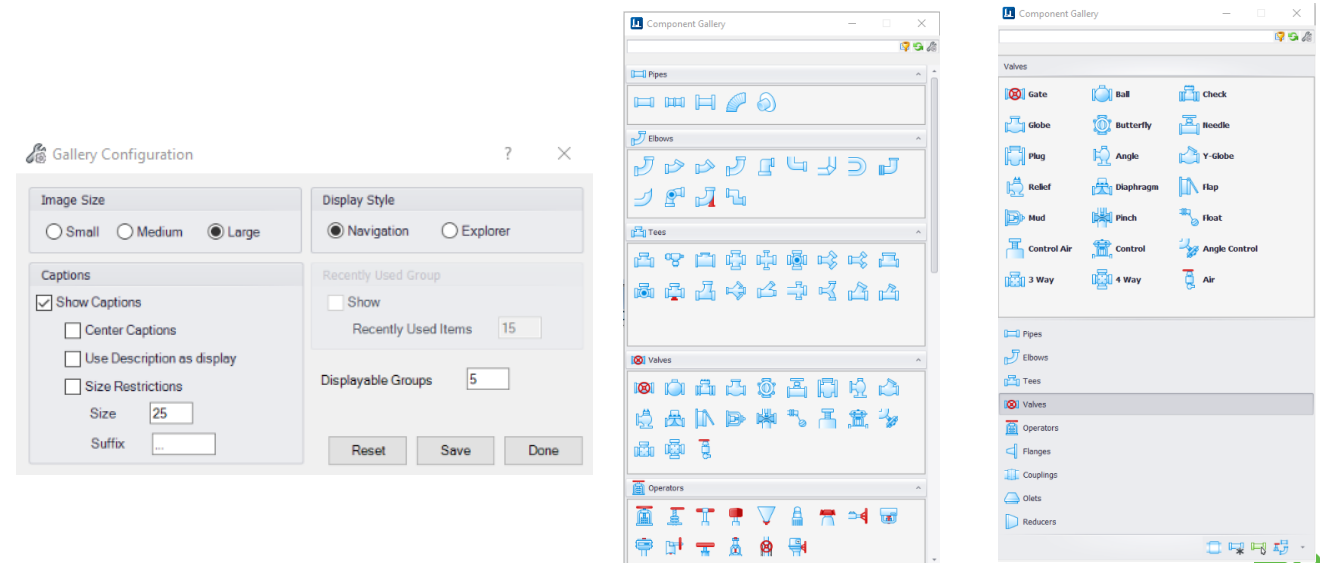 Gallery Configuration ?
Image Size
Small Medium Large
Display Style
Navigation Explorer
Captions
Show Captions
Center Captions
Use Description as display
Size Restrictions
Size 25
Suffix ...
Recently Used Group
Show
Recently Used Items 15
Displayable Groups 5
Reset Save Done
Component Gallery
Pipes
Elbows
Tees
Valves
Operators
Component Gallery
Valves
Gate Ball Check
Globe Butterfly Needle
Plug Angle Y-Globe
Relief Diaphragm Flap
Mud Pinch Float
Control Air Control Angle Control
3 Way 4 Way Air
Pipes
Elbows
Tees
Valves
Operators
Flanges
Couplings
Olets
Reducers